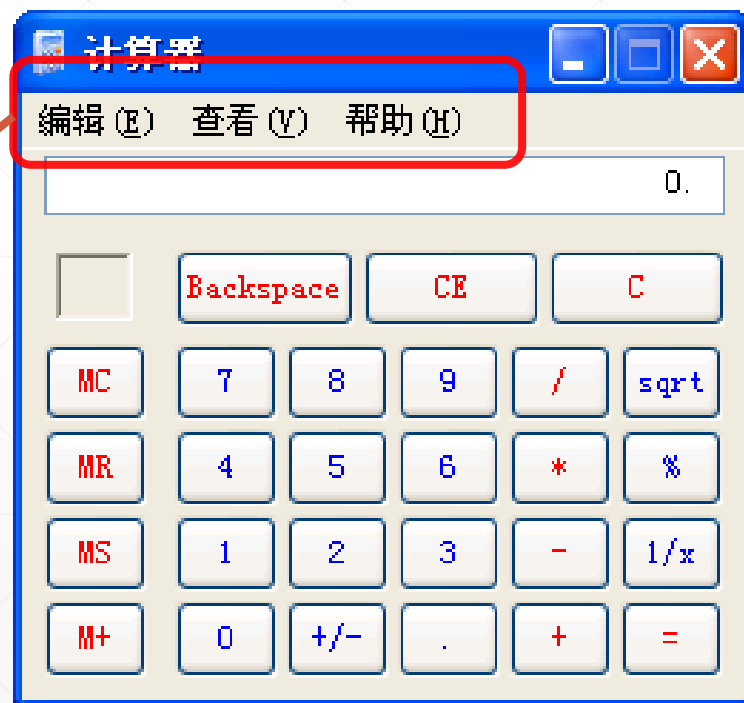 计算器
编辑(E) 查看(V) 帮助(H)
0.
Backspace CE C
MC 7 8 9 / sqrt
MR 4 5 6 * %
MS 1 2 3 - 1/x
M+ 0 +/- . + =